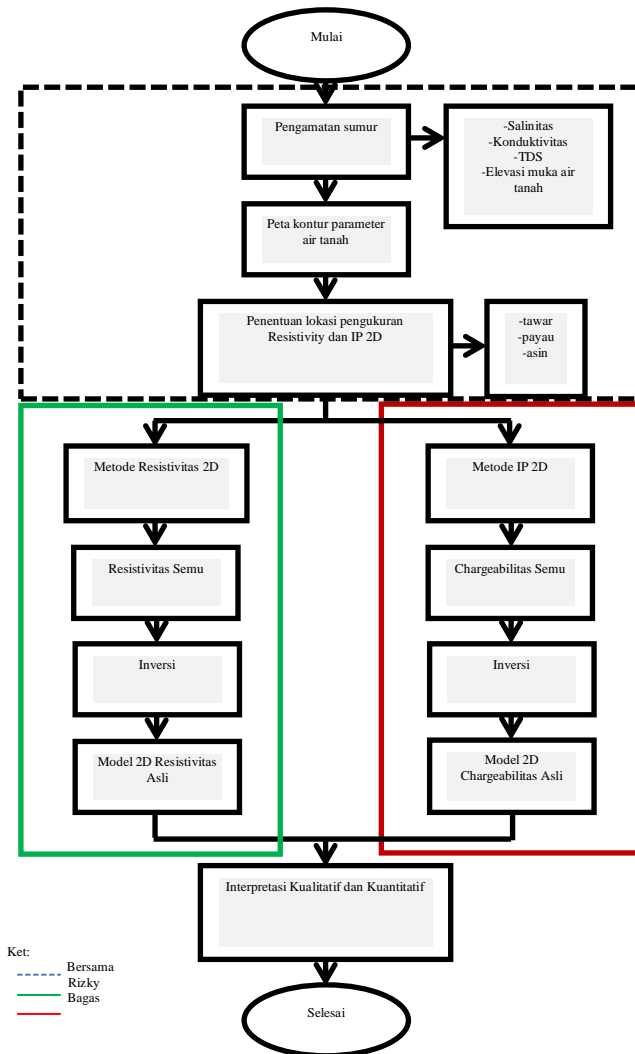 Mulai
Pengamatan sumur
-Salinitas
-Konduktivitas
-TDS
-Elevasi muka air
tanah
Peta kontur parameter
air tanah
Penentuan lokasi pengukuran
Resistivity dan IP 2D
-tawar
-payau
-asin
Metode Resistivitas 2D
Metode IP 2D
Resistivitas Semu
Chargeabilitas Semu
Inversi
Inversi
Model 2D Resistivitas
Asli
Model 2D
Chargeabilitas Asli
Interpretasi Kualitatif dan Kuantitatif
Ket:
Bersama
Rizky
Bagas
Selesai